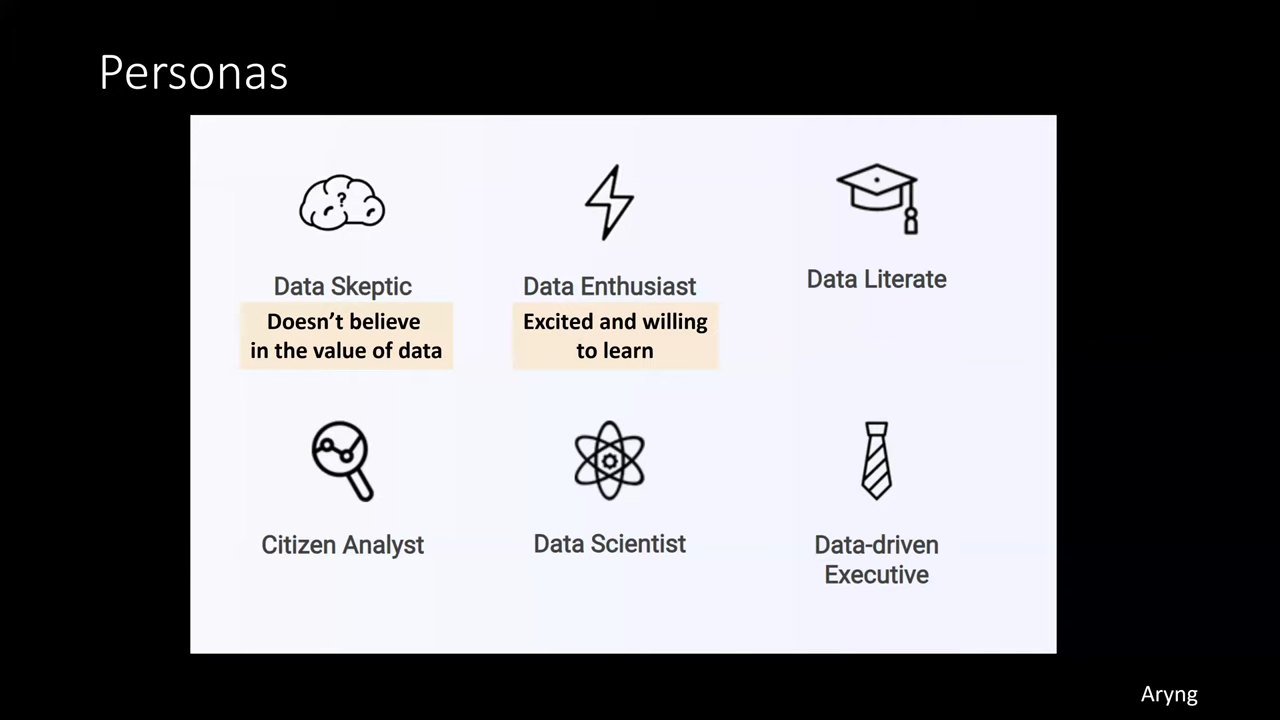 Personas
?
Data Skeptic
Doesn’t believe
in the value of data
Data Enthusiast
Excited and willing
to learn
Data Literate
Citizen Analyst
Data Scientist
Data-driven
Executive
Aryng